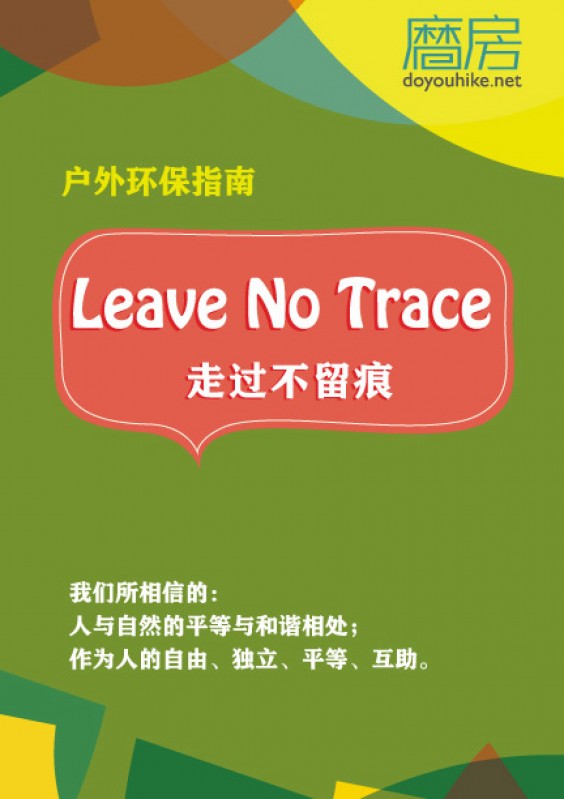 磨房
doyouhike.net
户外环保指南
Leave No Trace
走过不留痕
我们所相信的：
人与自然的平等与和谐相处；
作为人的自由、独立、平等、互助。